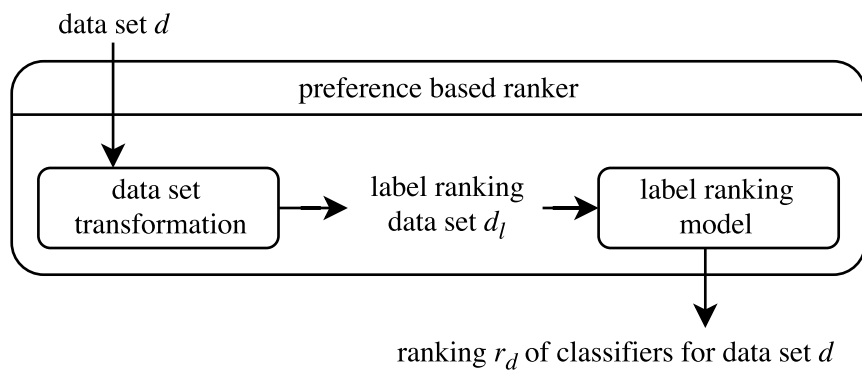 data set d
preference based ranker
data set
transformation
label ranking
data set d_l
label ranking
model
ranking r_d of classifiers for data set d